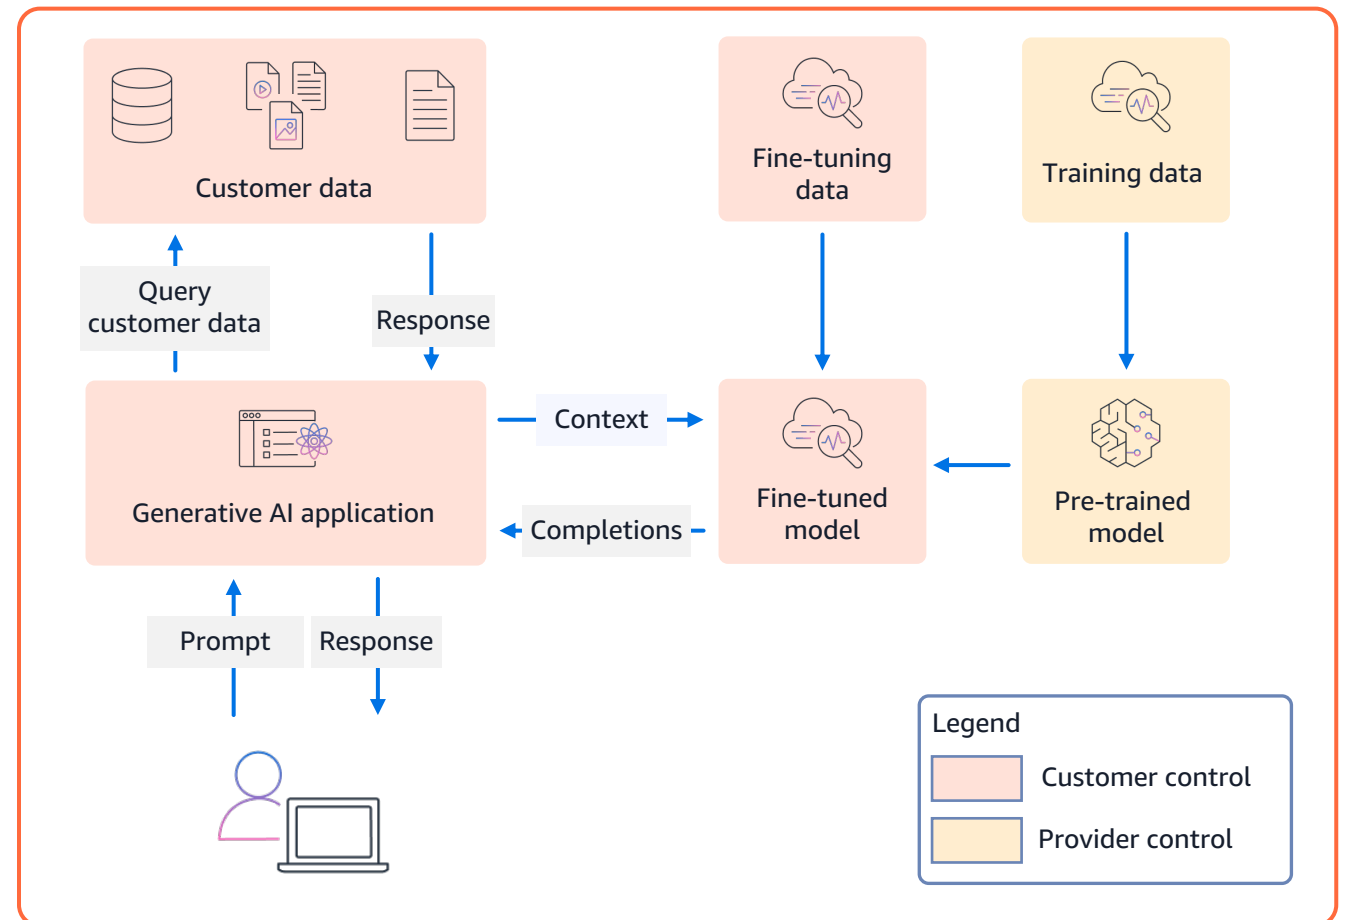 Customer data
Fine-tuning
data
Training data
Query
customer data
Response
Context
Generative AI application
Completions
Fine-tuned
model
Pre-trained
model
Prompt
Response
Legend
Customer control
Provider control